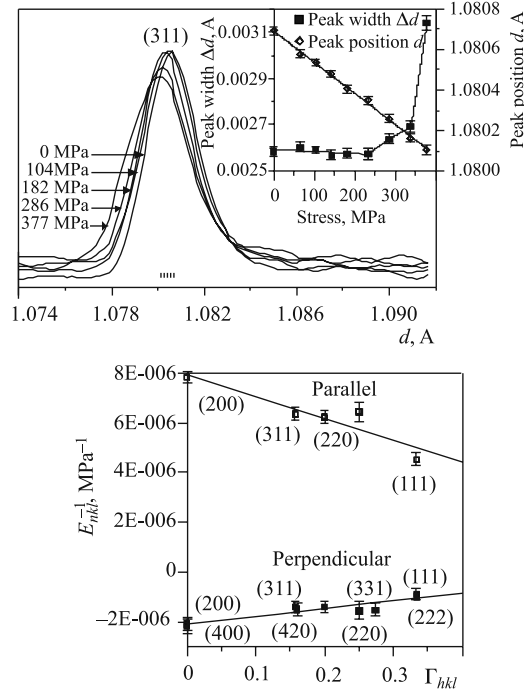 (311)
0 MPa
104 MPa
182 MPa
286 MPa
377 MPa
1.074 1.078 1.082 1.086 1.090
d, A
Peak width Δd, A
0.0031
0.0029
0.0027
0.0025
Peak width Δd
Peak position d
0 100 200 300
Stress, MPa
1.0808
1.0806
1.0804
1.0802
1.0800
Peak position d, A
E⁻¹ₙₖₗ, MPa⁻¹
8E-006
6E-006
4E-006
2E-006
0
−2E-006
Parallel
(200)
(311)
(220)
(111)
Perpendicular
(200)
(311)
(331)
(111)
(400)
(420)
(220)
(222)
0 0.1 0.2 0.3
Γhkl